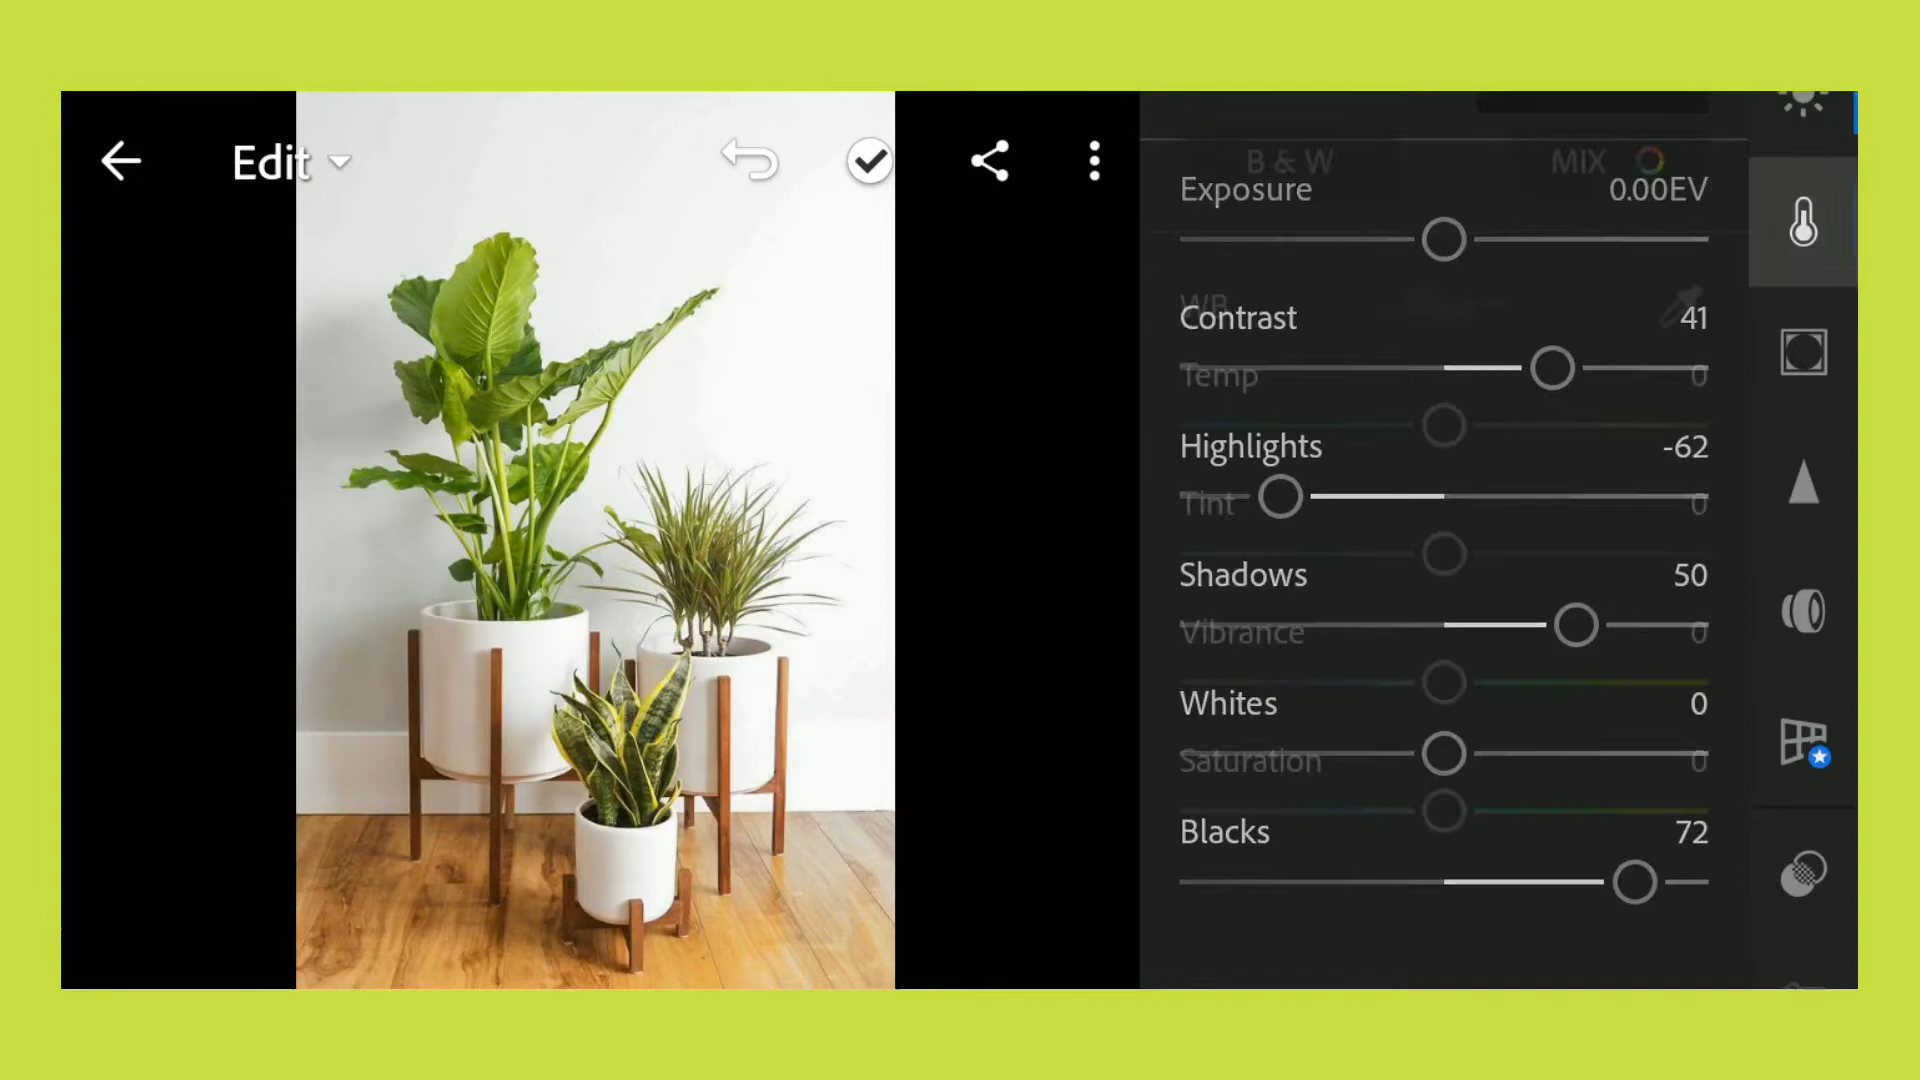 Edit
B & W MIX
Exposure 0.00EV
WB
Contrast 41
Temp 0
Highlights -62
Tint 0
Shadows 50
Vibrance 0
Whites 0
Saturation 0
Blacks 72